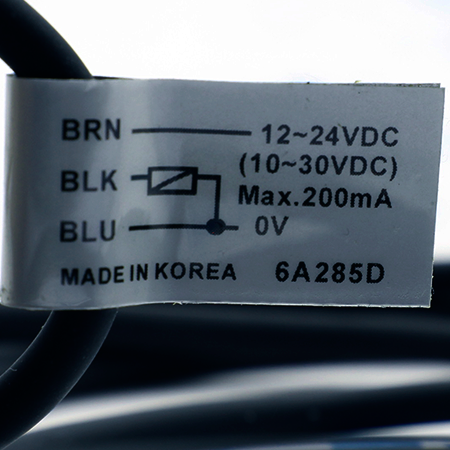 BRN 12~24VDC
(10~30VDC)
BLK
Max.200mA
BLU 0V
MADE IN KOREA 6A285D